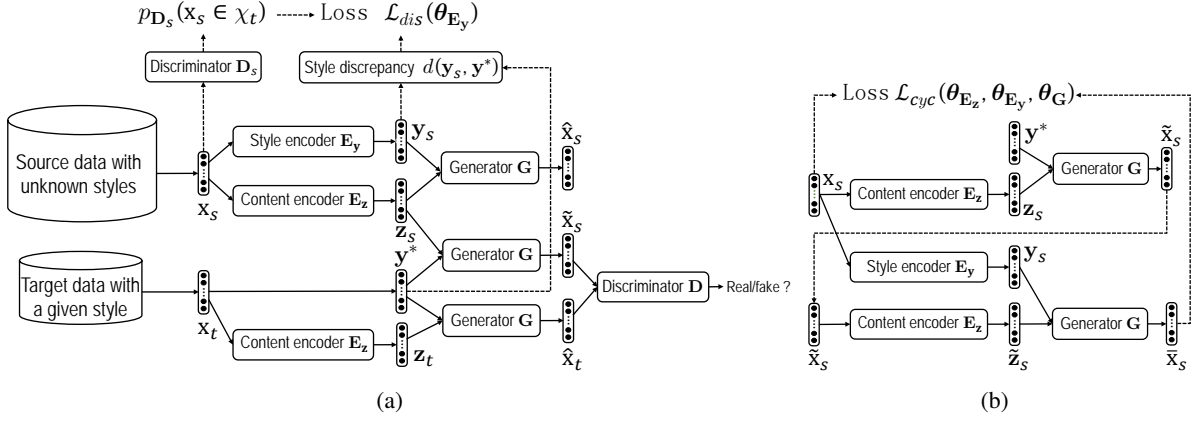 p_{D_s}(x_s ∈ χ_t) Loss 𝓛_{dis}(θ_{E_y})
Discriminator D_s
Style discrepancy d(y_s, y*)
Source data with
unknown styles
x_s
Style encoder E_y
y_s
Content encoder E_z
z_s
Generator G
x̂_s
Target data with
a given style
x_t
y*
Generator G
x̃_s
Content encoder E_z
z_t
Generator G
x̂_t
Discriminator D
Real/fake ?
(a)
Loss 𝓛_{cyc}(θ_{E_z}, θ_{E_y}, θ_G)
x_s
Content encoder E_z
y*
z_s
Generator G
x̃_s
Style encoder E_y
y_s
x̃_s
Content encoder E_z
z̃_s
Generator G
x̄_s
(b)